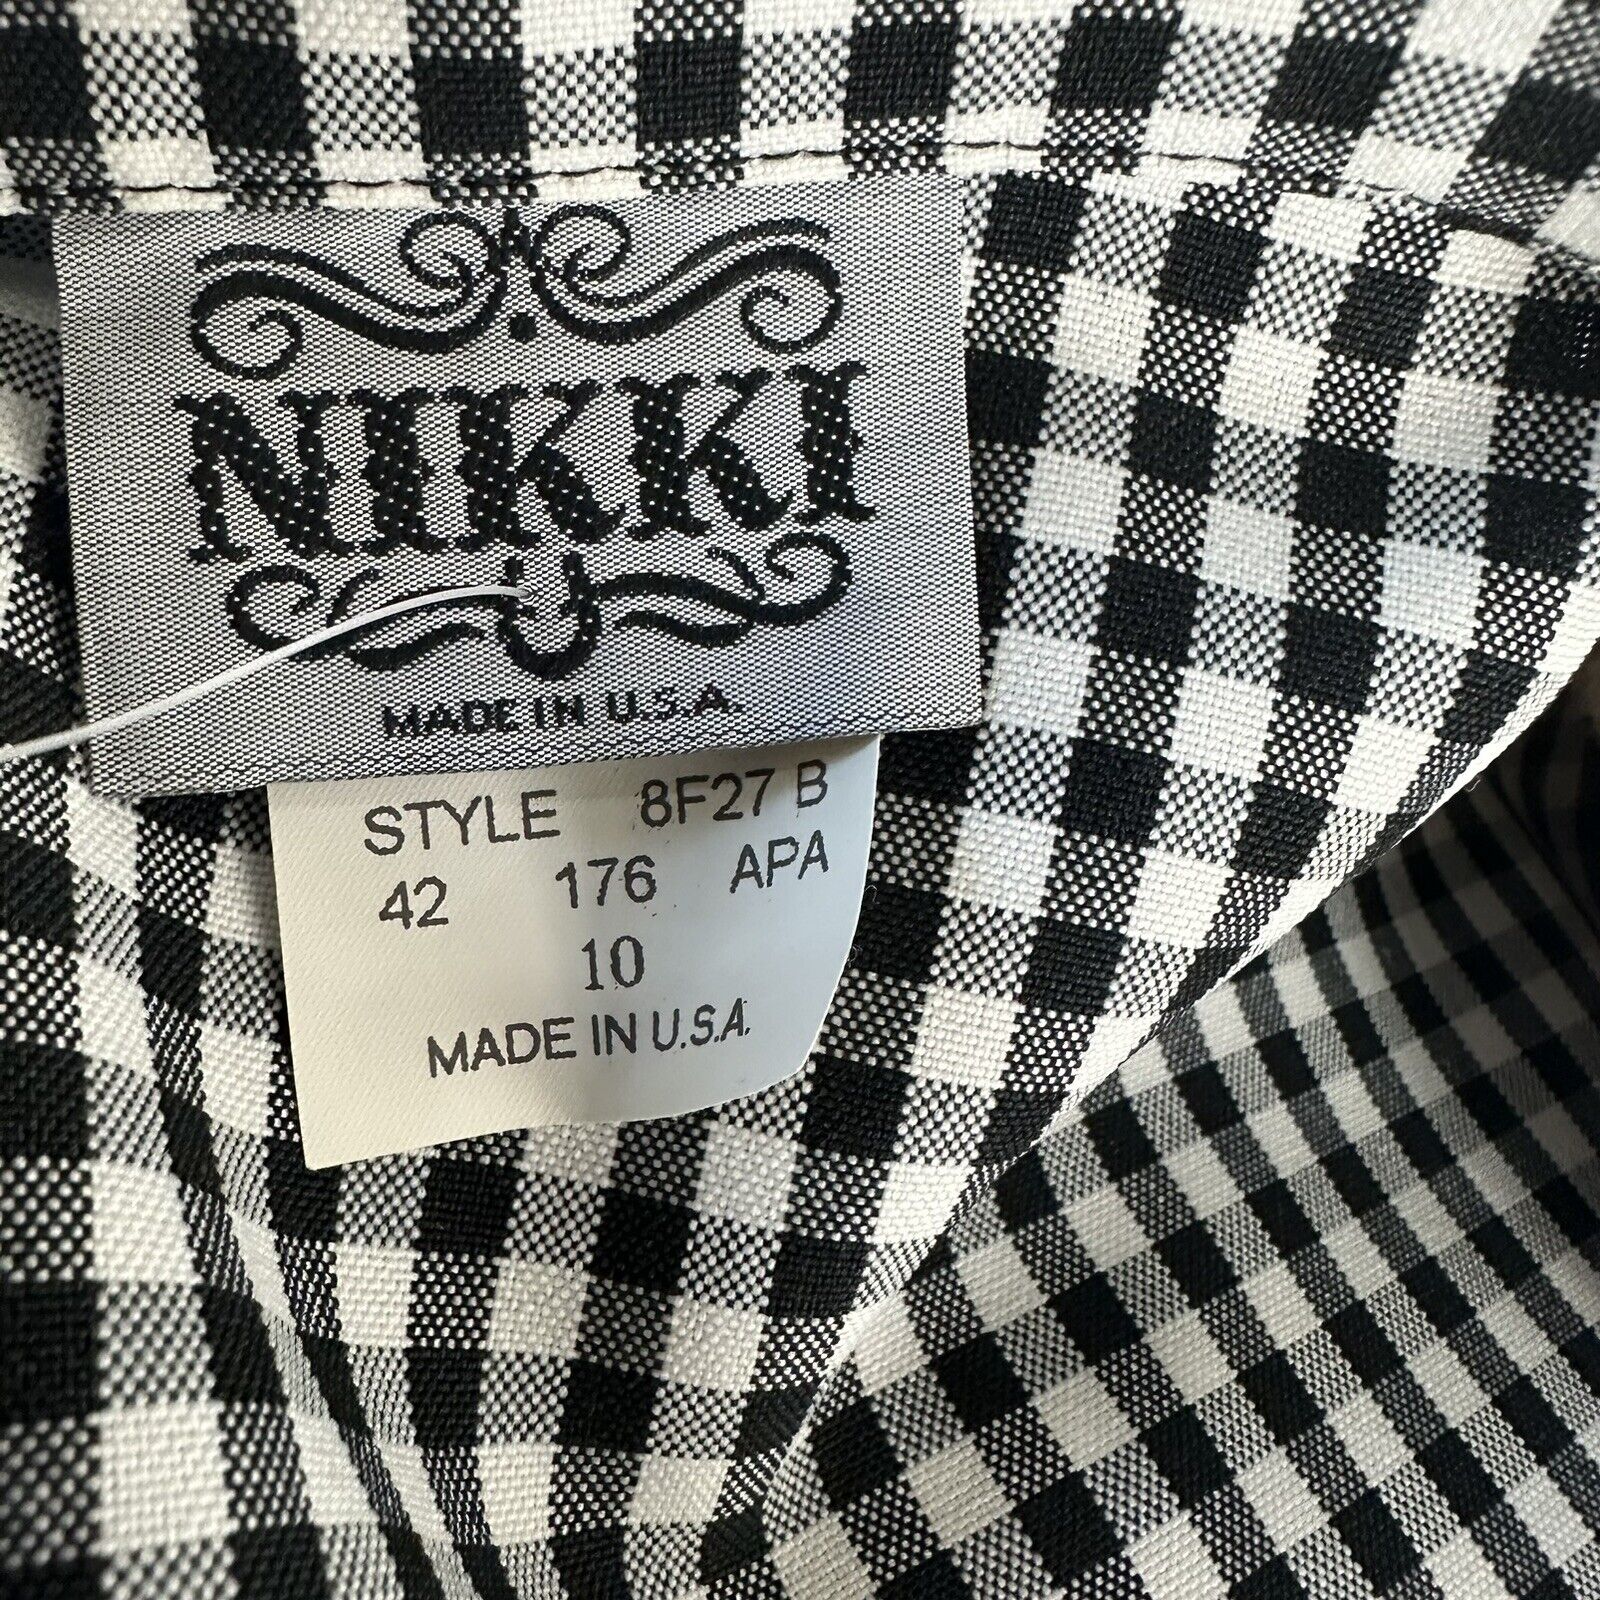 NIKKI
MADE IN U.S.A.
STYLE 8F27 B
42 176 APA
10
MADE IN U.S.A.